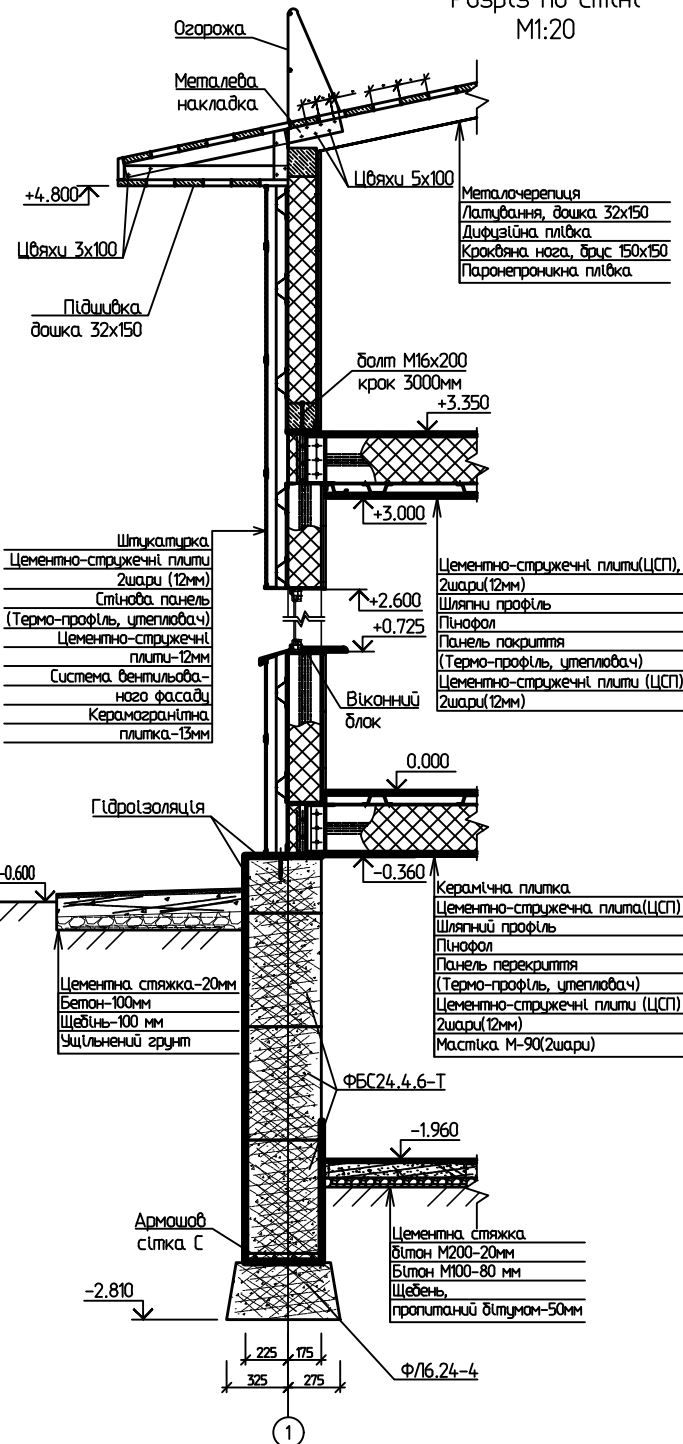 Розріз по стіні
М1:20
Огорожа
Металева
накладка
Цвяхи 5х100
+4.800
Цвяхи 3х100
Підшивка
дошка 32х150
Металочерепиця
Латування, дошка 32х150
Дифузійна плівка
Кроквяна нога, брус 150х150
Паронепроникна плівка
болт М16х200
крок 3000мм
+3.350
+3.000
Штукатурка
Цементно-стружечні плити
2шари (12мм)
Стінова панель
(Термо-профіль, утеплювач)
Цементно-стружечні
плити-12мм
Система вентильова-
ного фасаду
Керамогранітна
плитка-13мм
+2.600
+0.725
Віконний
блок
Цементно-стружечні плити(ЦСП),
2шари(12мм)
Шляпни профіль
Пінофол
Панель покриття
(Термо-профіль, утеплювач)
Цементно-стружечні плити (ЦСП)
2шари(12мм)
0.000
Гідроізоляція
-0.360
-0.600
Керамічна плитка
Цементно-стружечна плита(ЦСП)
Шляпний профіль
Пінофол
Панель перекриття
(Термо-профіль, утеплювач)
Цементно-стружечні плити (ЦСП)
2шари(12мм)
Мастіка М-90(2шари)
Цементна стяжка-20мм
Бетон-100мм
Щебінь-100 мм
Ущільнений грунт
ФБС24.4.6-Т
-1.960
Армошов
сітка С
Цементна стяжка
бітон М200-20мм
Бітон М100-80 мм
Щебень,
пропитаний бітумом-50мм
-2.810
225 175
325 275
ФЛ6.24-4
1